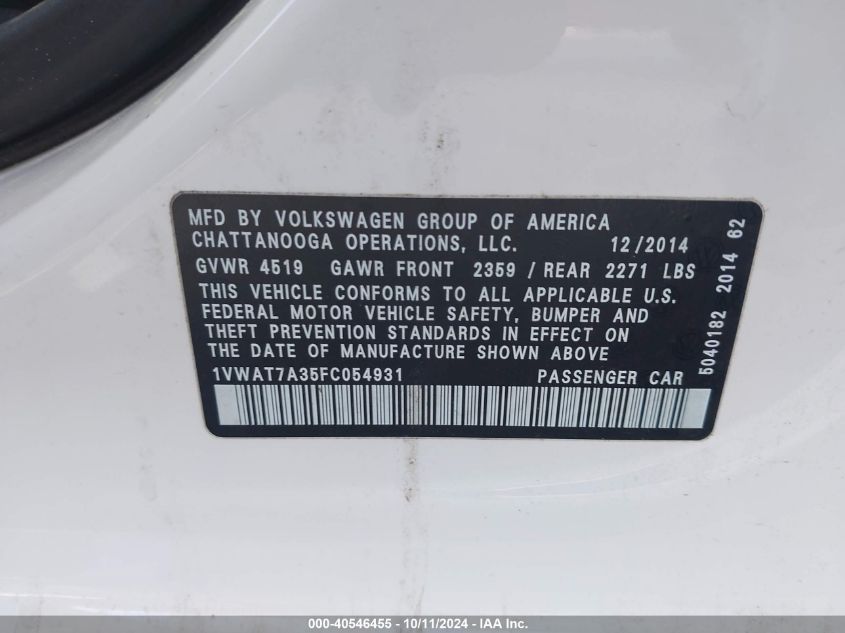 MFD BY VOLKSWAGEN GROUP OF AMERICA
CHATTANOOGA OPERATIONS, LLC. 12/2014
GVWR 4519 GAWR FRONT 2359 / REAR 2271 LBS
THIS VEHICLE CONFORMS TO ALL APPLICABLE U.S.
FEDERAL MOTOR VEHICLE SAFETY, BUMPER AND
THEFT PREVENTION STANDARDS IN EFFECT ON
THE DATE OF MANUFACTURE SHOWN ABOVE
1VWAT7A35FC054931 PASSENGER CAR
5040182 2014 62
000-40546455 - 10/11/2024 - IAA Inc.